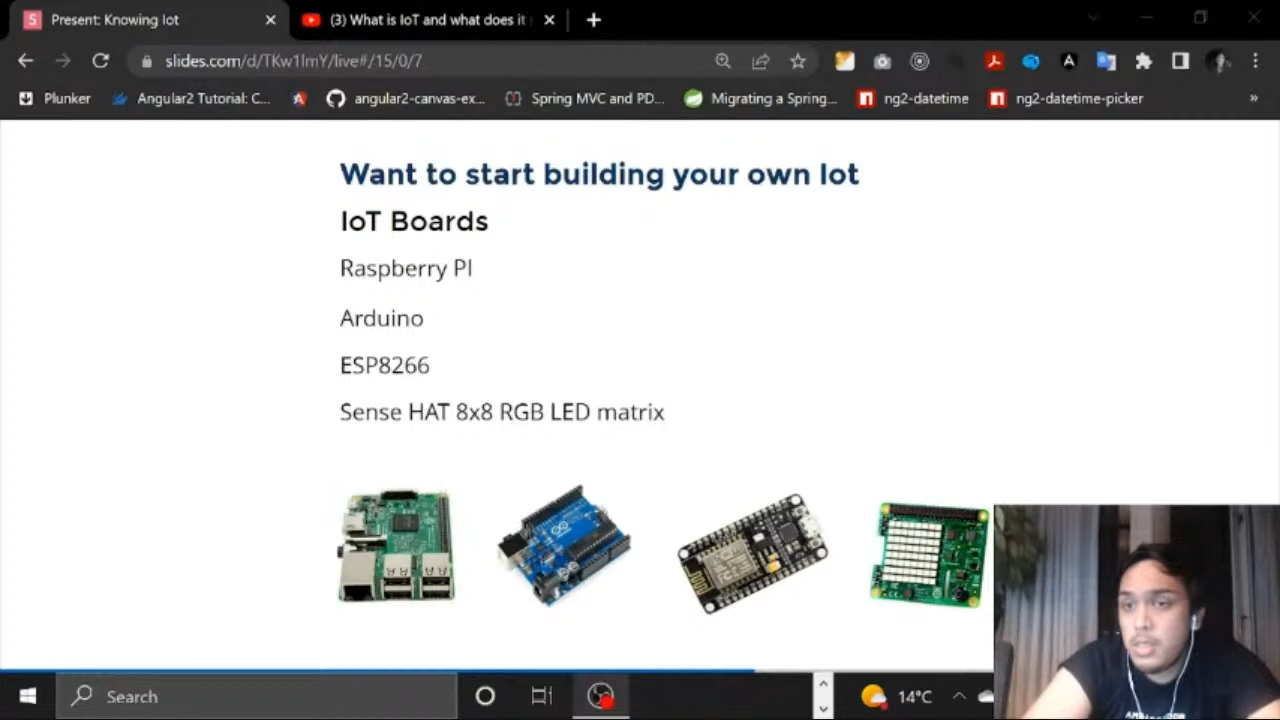 Present: Knowing Iot
(3) What is IoT and what does it
slides.com/d/TKw1lmY/live#/15/0/7
Plunker
Angular2 Tutorial: C...
angular2-canvas-ex...
Spring MVC and PD...
Migrating a Spring...
ng2-datetime
ng2-datetime-picker
»
Want to start building your own Iot
IoT Boards
Raspberry PI
Arduino
ESP8266
Sense HAT 8x8 RGB LED matrix
Search
14°C